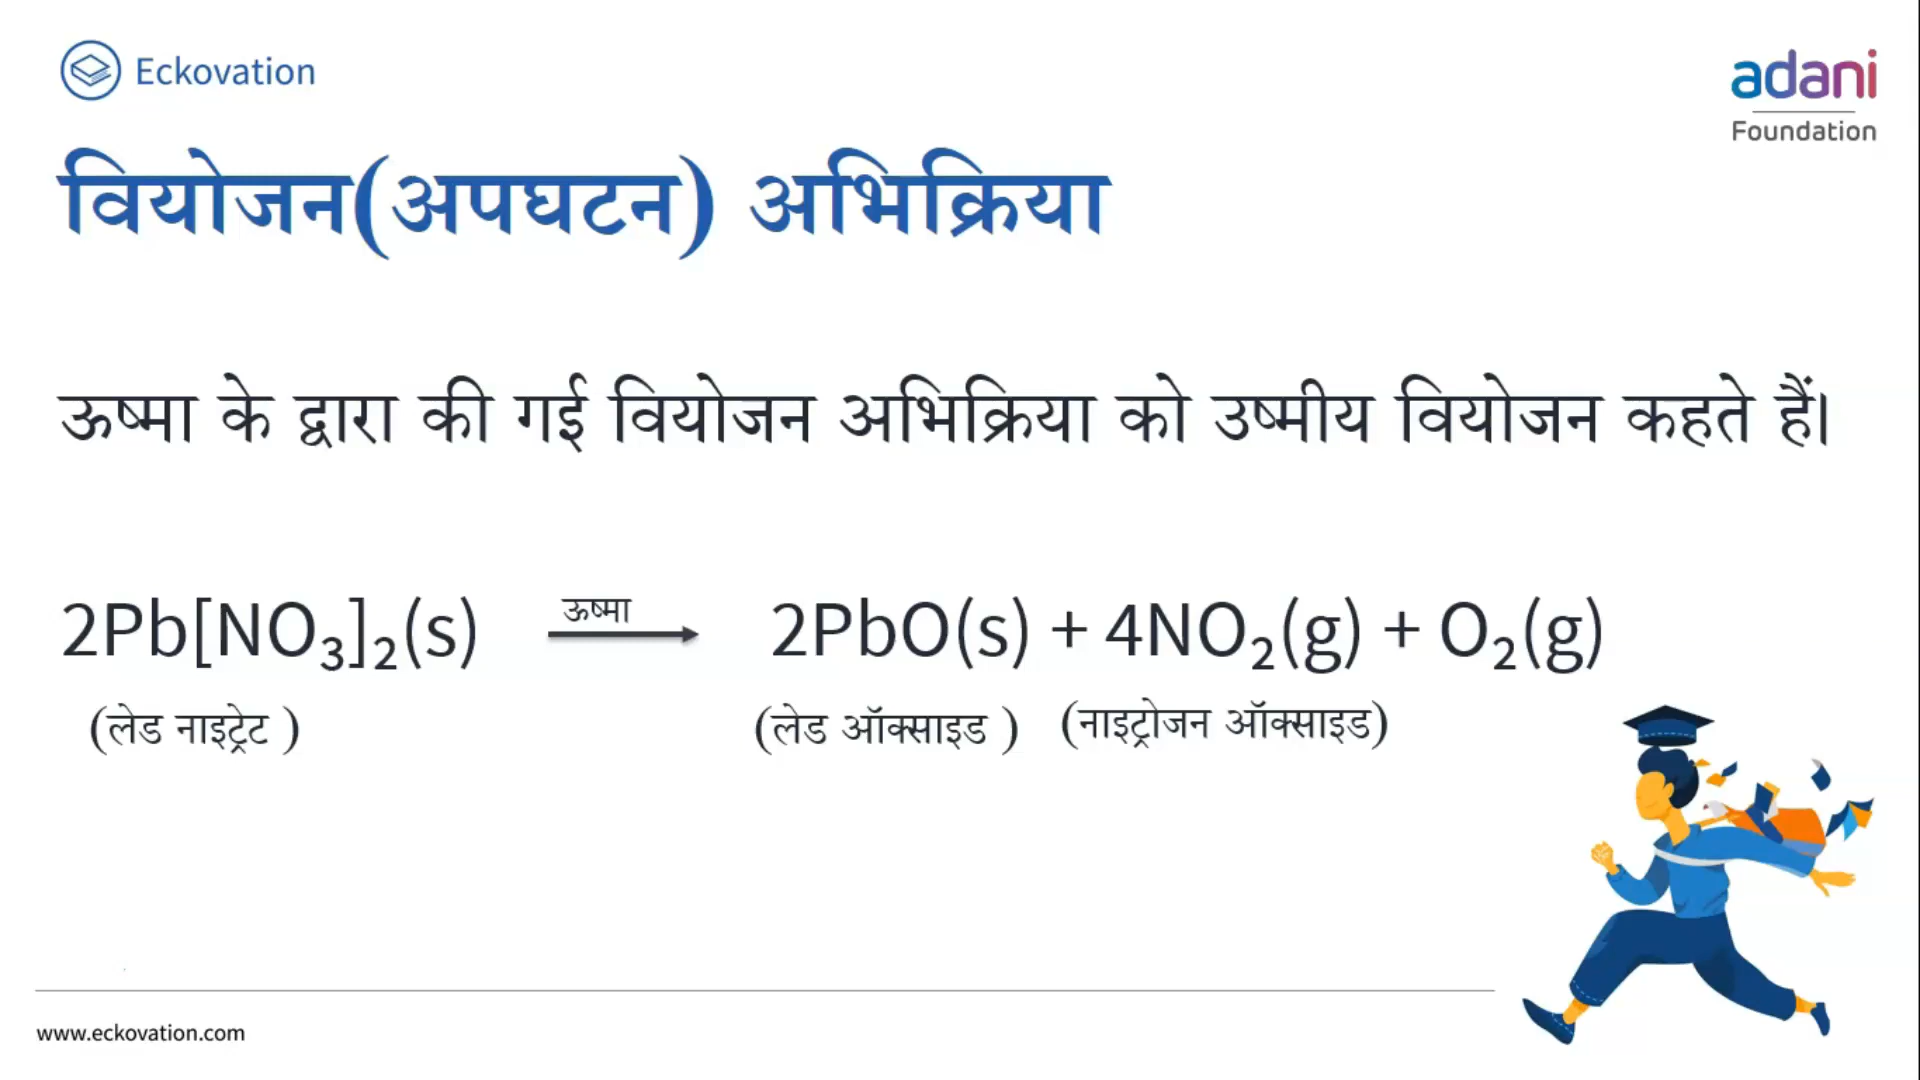 Eckovation
adani
Foundation
वियोजन(अपघटन) अभिक्रिया
ऊष्मा के द्वारा की गई वियोजन अभिक्रिया को उष्मीय वियोजन कहते हैं।
2Pb[NO₃]₂(s) ऊष्मा 2PbO(s) + 4NO₂(g) + O₂(g)
(लेड नाइट्रेट ) (लेड ऑक्साइड ) (नाइट्रोजन ऑक्साइड)
www.eckovation.com